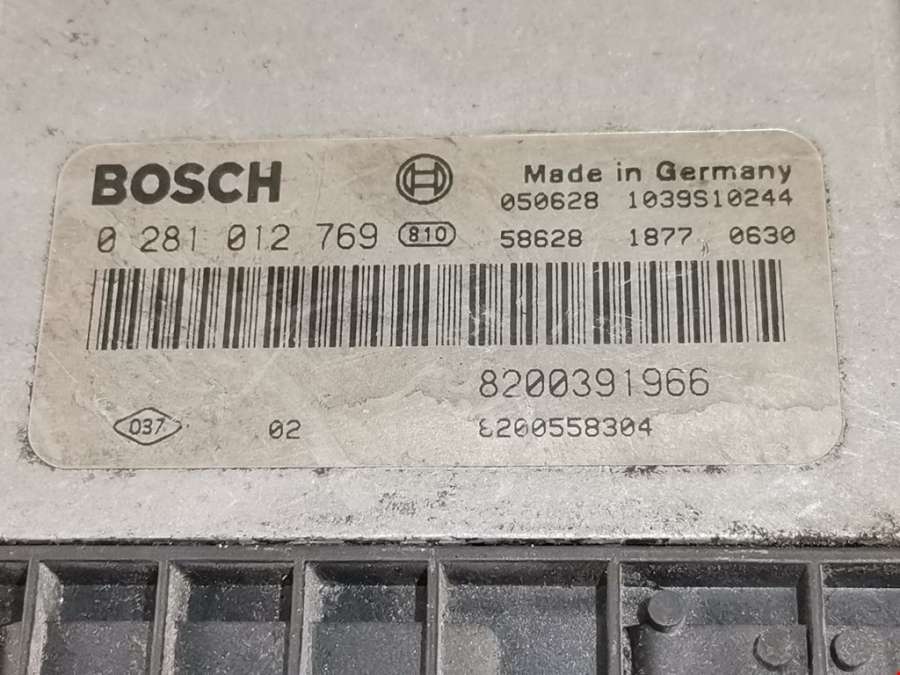 BOSCH Made in Germany
050628 1039S10244
0 281 012 769 810 58628 1877 0630
8200391966
037 02 8200558304